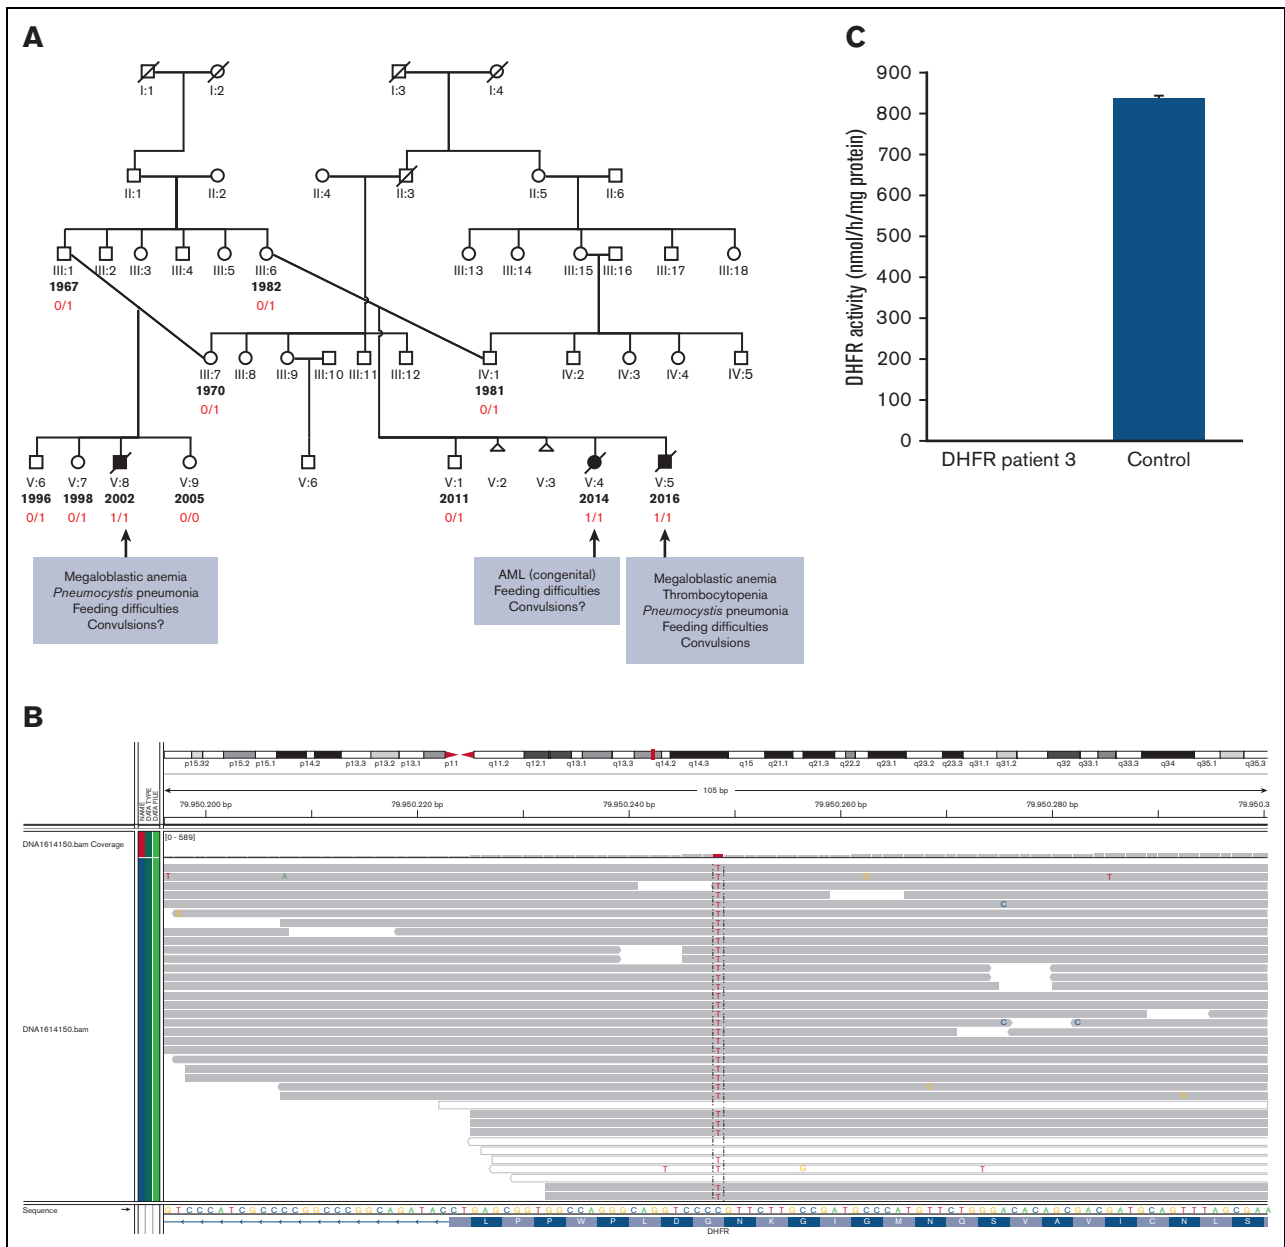 A
I:1
I:2
I:3
I:4
II:1
II:2
II:4
II:3
II:5
II:6
III:1
III:2
III:3
III:4
III:5
III:6
III:13
III:14
III:15
III:16
III:17
III:18
1967
1982
0/1
0/1
III:7
III:8
III:9
III:10
III:11
III:12
IV:1
IV:2
IV:3
IV:4
IV:5
1970
1981
0/1
0/1
V:6
V:7
V:8
V:9
V:6
V:1
V:2
V:3
V:4
V:5
1996
1998
2002
2005
2011
2014
2016
0/1
0/1
1/1
0/0
0/1
1/1
1/1
Megaloblastic anemia
Pneumocystis pneumonia
Feeding difficulties
Convulsions?
AML (congenital)
Feeding difficulties
Convulsions?
Megaloblastic anemia
Thrombocytopenia
Pneumocystis pneumonia
Feeding difficulties
Convulsions
C
DHFR activity (nmol/h/mg protein)
900
800
700
600
500
400
300
200
100
0
DHFR patient 3
Control
B
p15.32 p15.2 p15.1 p14.2 p13.3 p13.2 p13.1 p11 q11.2 q12.1 q13.1 q13.3 q14.2 q14.3 q15 q21.1 q21.3 q22.2 q23.1 q23.2 q23.3 q31.1 q31.2 q32 q33.1 q33.3 q34 q35.1 q35.3
105 bp
79.950.200 bp 79.950.220 bp 79.950.240 bp 79.950.260 bp 79.950.280 bp 79.950.3
NAME
DATA TYPE
DATA FILE
DNA1614150.bam Coverage
[0 - 589]
T A T
C
DNA1614150.bam
C C
T T G T
Sequence
G T C C C A T C G C C C C G G C C C G G C A G A T A C C T G A G C G G T G G C C A G G G C A G G T C C C C G T T C T T G C C G A T G C C C A T G T T C T G G G A C A C A G C G A C G A T G C A G T T T A G C G A A
L P P W P L D G N K G I G M N Q S V A V I C N L S
DHFR